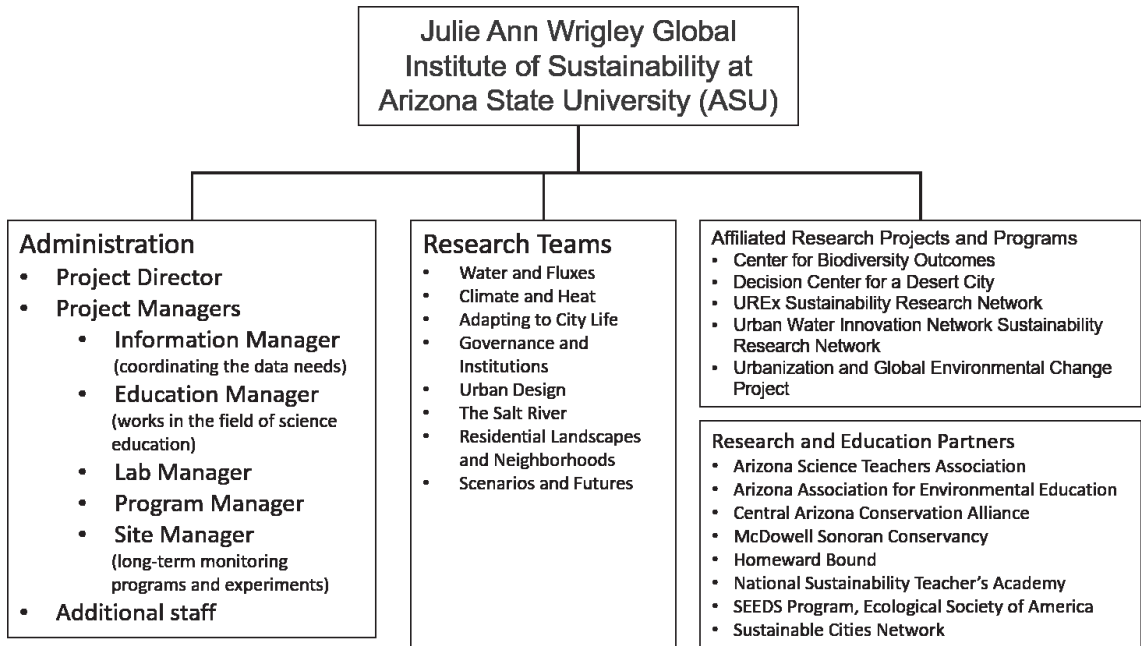 Julie Ann Wrigley Global
Institute of Sustainability at
Arizona State University (ASU)
Administration
• Project Director
• Project Managers
• Information Manager
(coordinating the data needs)
• Education Manager
(works in the field of science
education)
• Lab Manager
• Program Manager
• Site Manager
(long-term monitoring
programs and experiments)
• Additional staff
Research Teams
• Water and Fluxes
• Climate and Heat
• Adapting to City Life
• Governance and
Institutions
• Urban Design
• The Salt River
• Residential Landscapes
and Neighborhoods
• Scenarios and Futures
Affiliated Research Projects and Programs
• Center for Biodiversity Outcomes
• Decision Center for a Desert City
• UREx Sustainability Research Network
• Urban Water Innovation Network Sustainability
Research Network
• Urbanization and Global Environmental Change
Project
Research and Education Partners
• Arizona Science Teachers Association
• Arizona Association for Environmental Education
• Central Arizona Conservation Alliance
• McDowell Sonoran Conservancy
• Homeward Bound
• National Sustainability Teacher's Academy
• SEEDS Program, Ecological Society of America
• Sustainable Cities Network